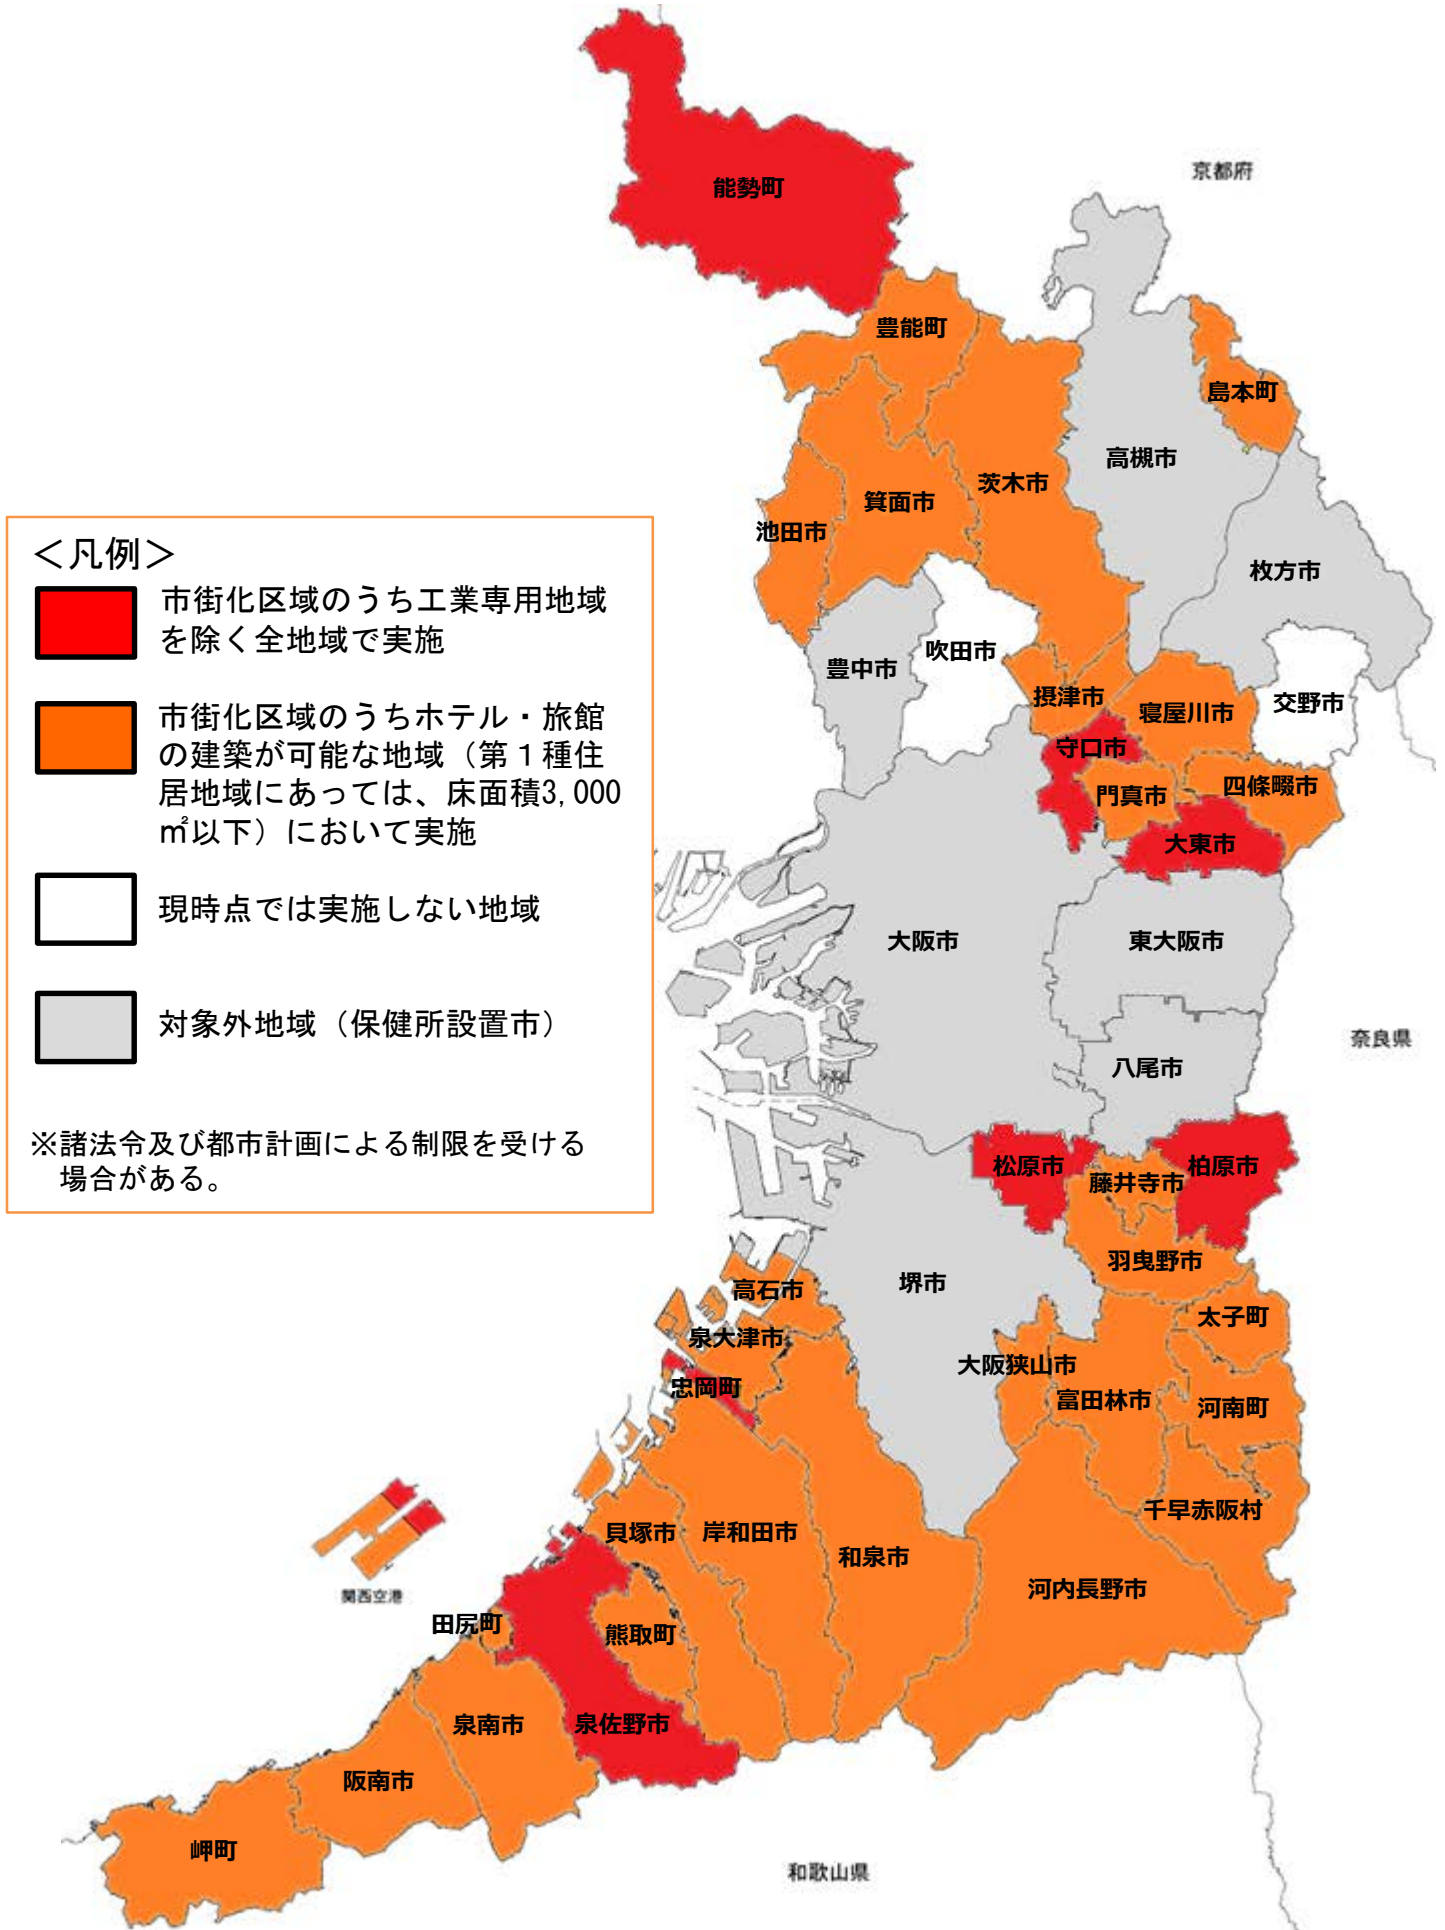 京都府
能勢町
豊能町
島本町
高槻市
茨木市
箕面市
池田市
枚方市
吹田市
豊中市
摂津市
寝屋川市
交野市
守口市
門真市
四條畷市
大東市
大阪市
東大阪市
奈良県
八尾市
松原市
柏原市
藤井寺市
羽曳野市
堺市
高石市
太子町
泉大津市
大阪狭山市
忠岡町
富田林市
河南町
千早赤阪村
貝塚市
岸和田市
和泉市
河内長野市
関西空港
田尻町
熊取町
泉南市
泉佐野市
阪南市
岬町
和歌山県
＜凡例＞
市街化区域のうち工業専用地域
を除く全地域で実施
市街化区域のうちホテル・旅館
の建築が可能な地域（第１種住
居地域にあっては、床面積3,000
㎡以下）において実施
現時点では実施しない地域
対象外地域（保健所設置市）
※諸法令及び都市計画による制限を受ける
場合がある。